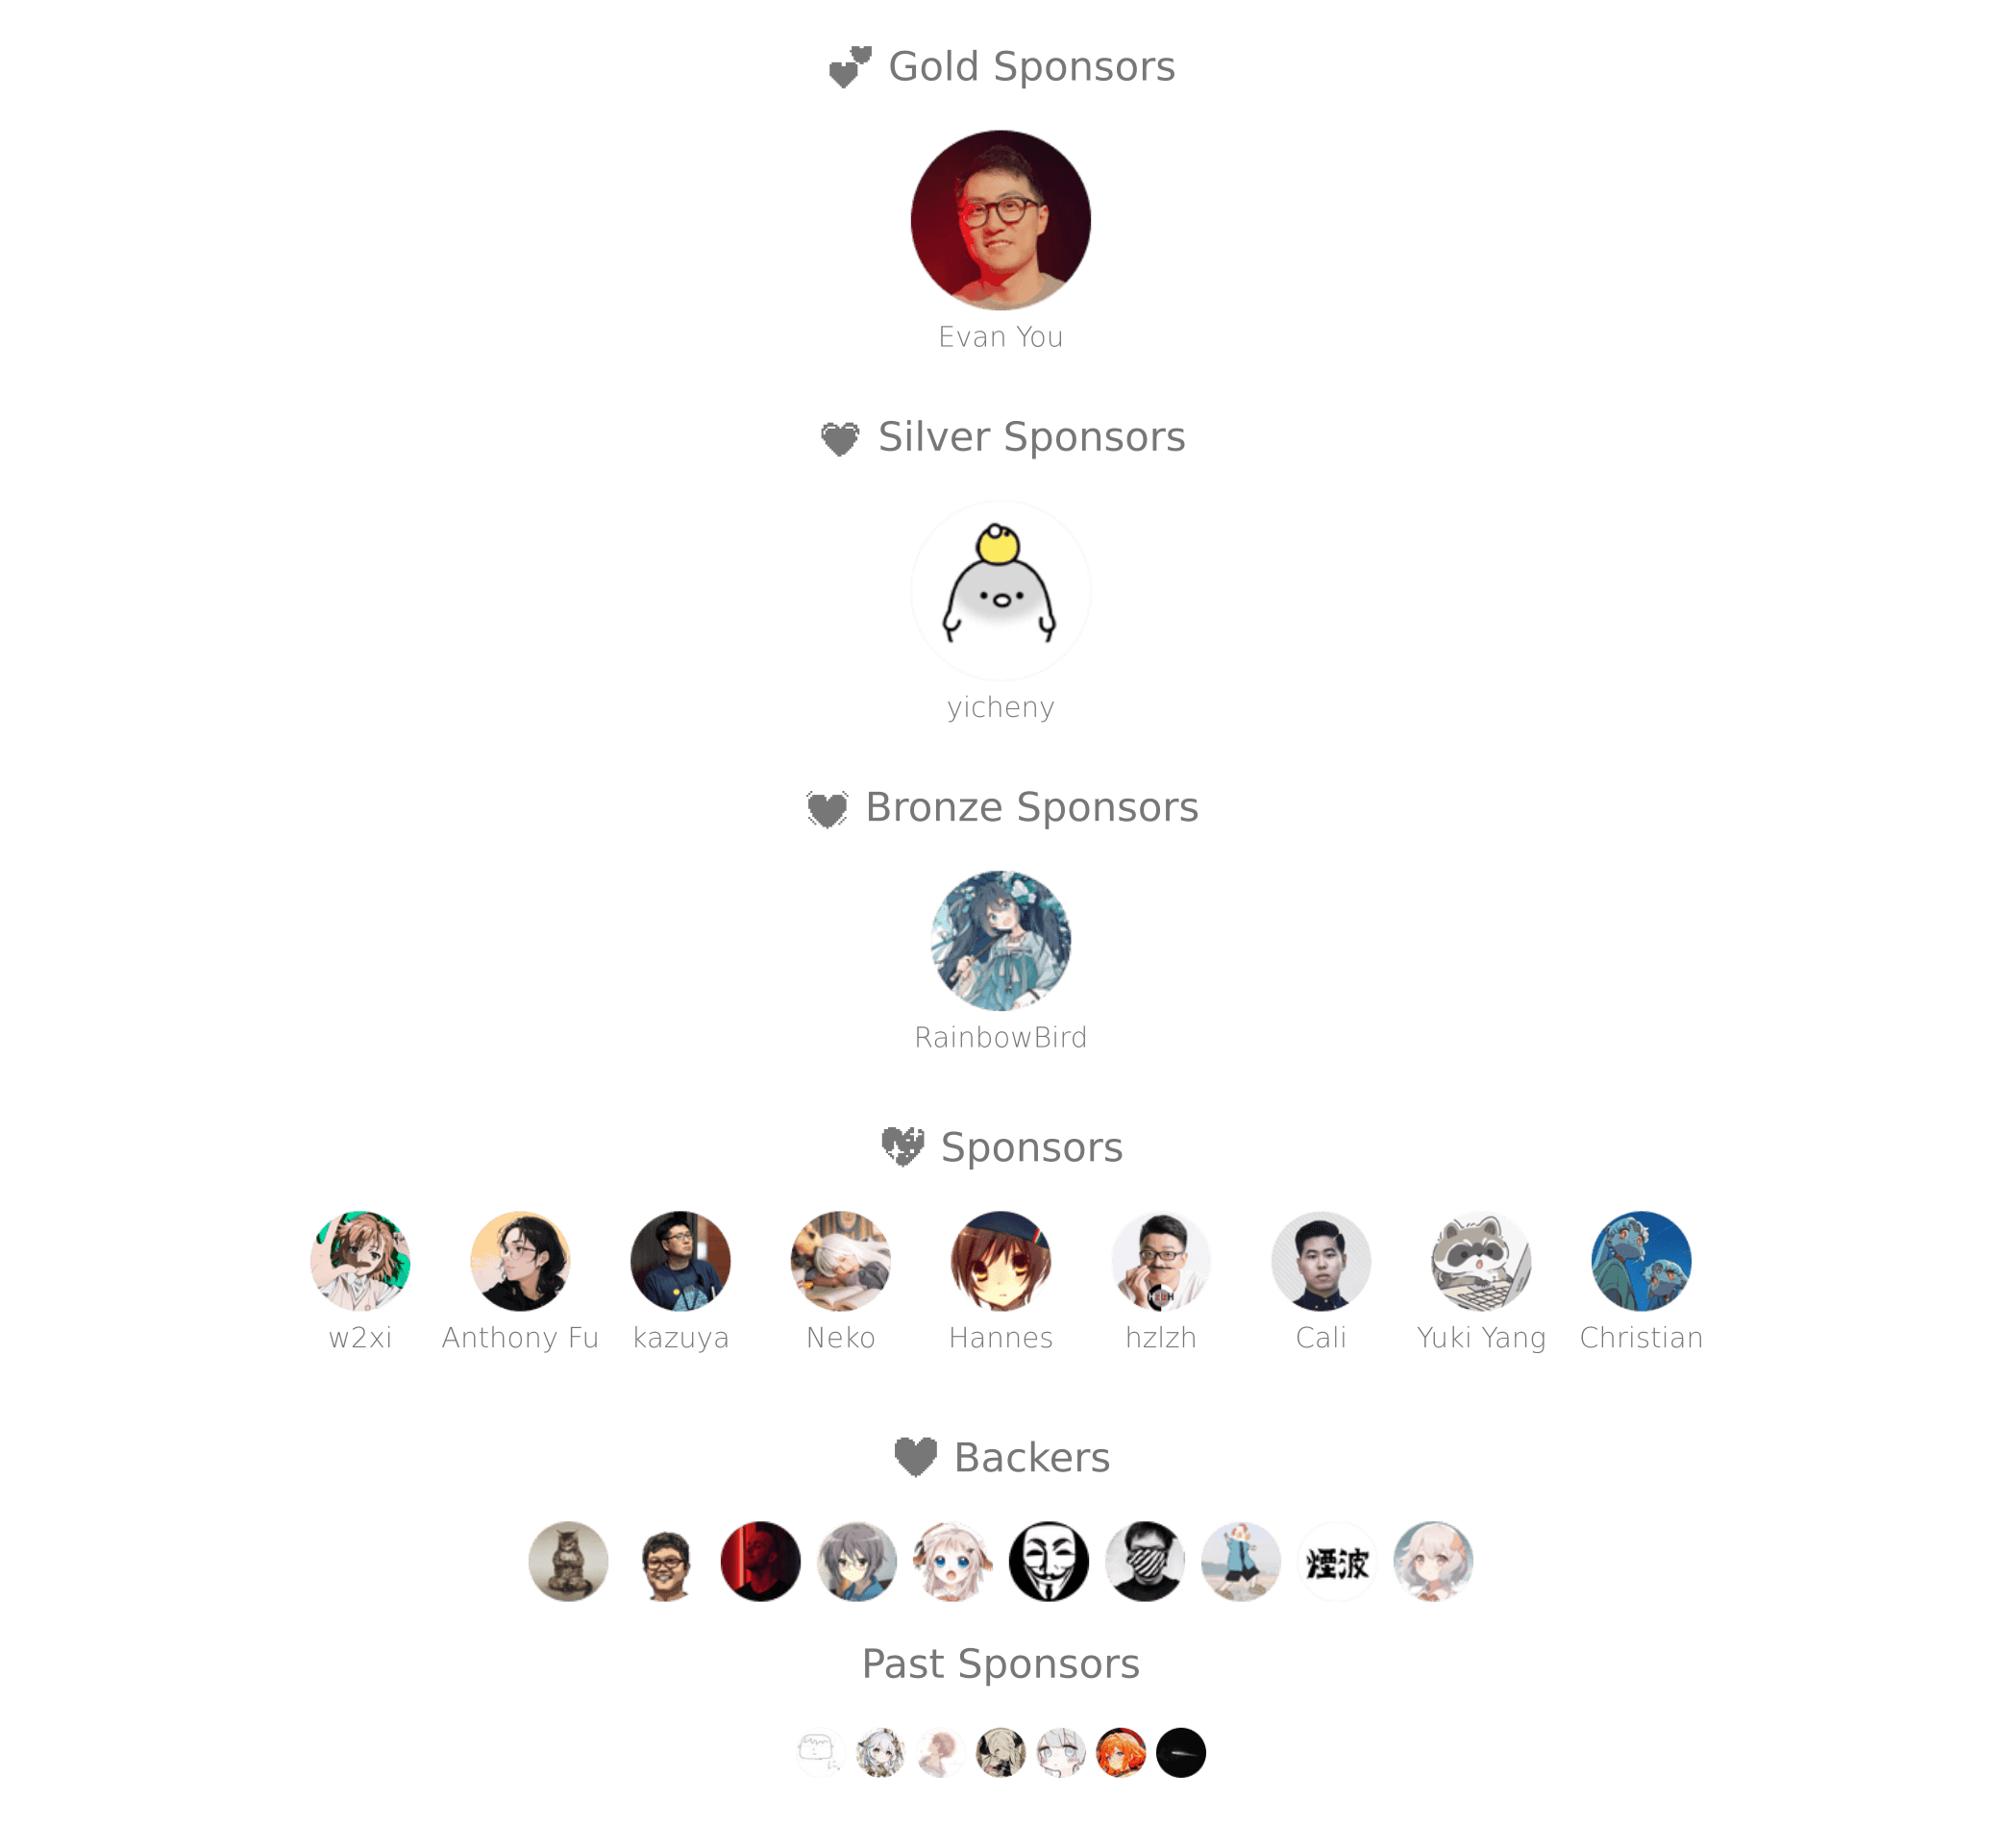 Gold Sponsors
Evan You
Silver Sponsors
yicheny
Bronze Sponsors
RainbowBird
Sponsors
w2xi Anthony Fu kazuya Neko Hannes hzlzh Cali Yuki Yang Christian
Backers
煙波
Past Sponsors